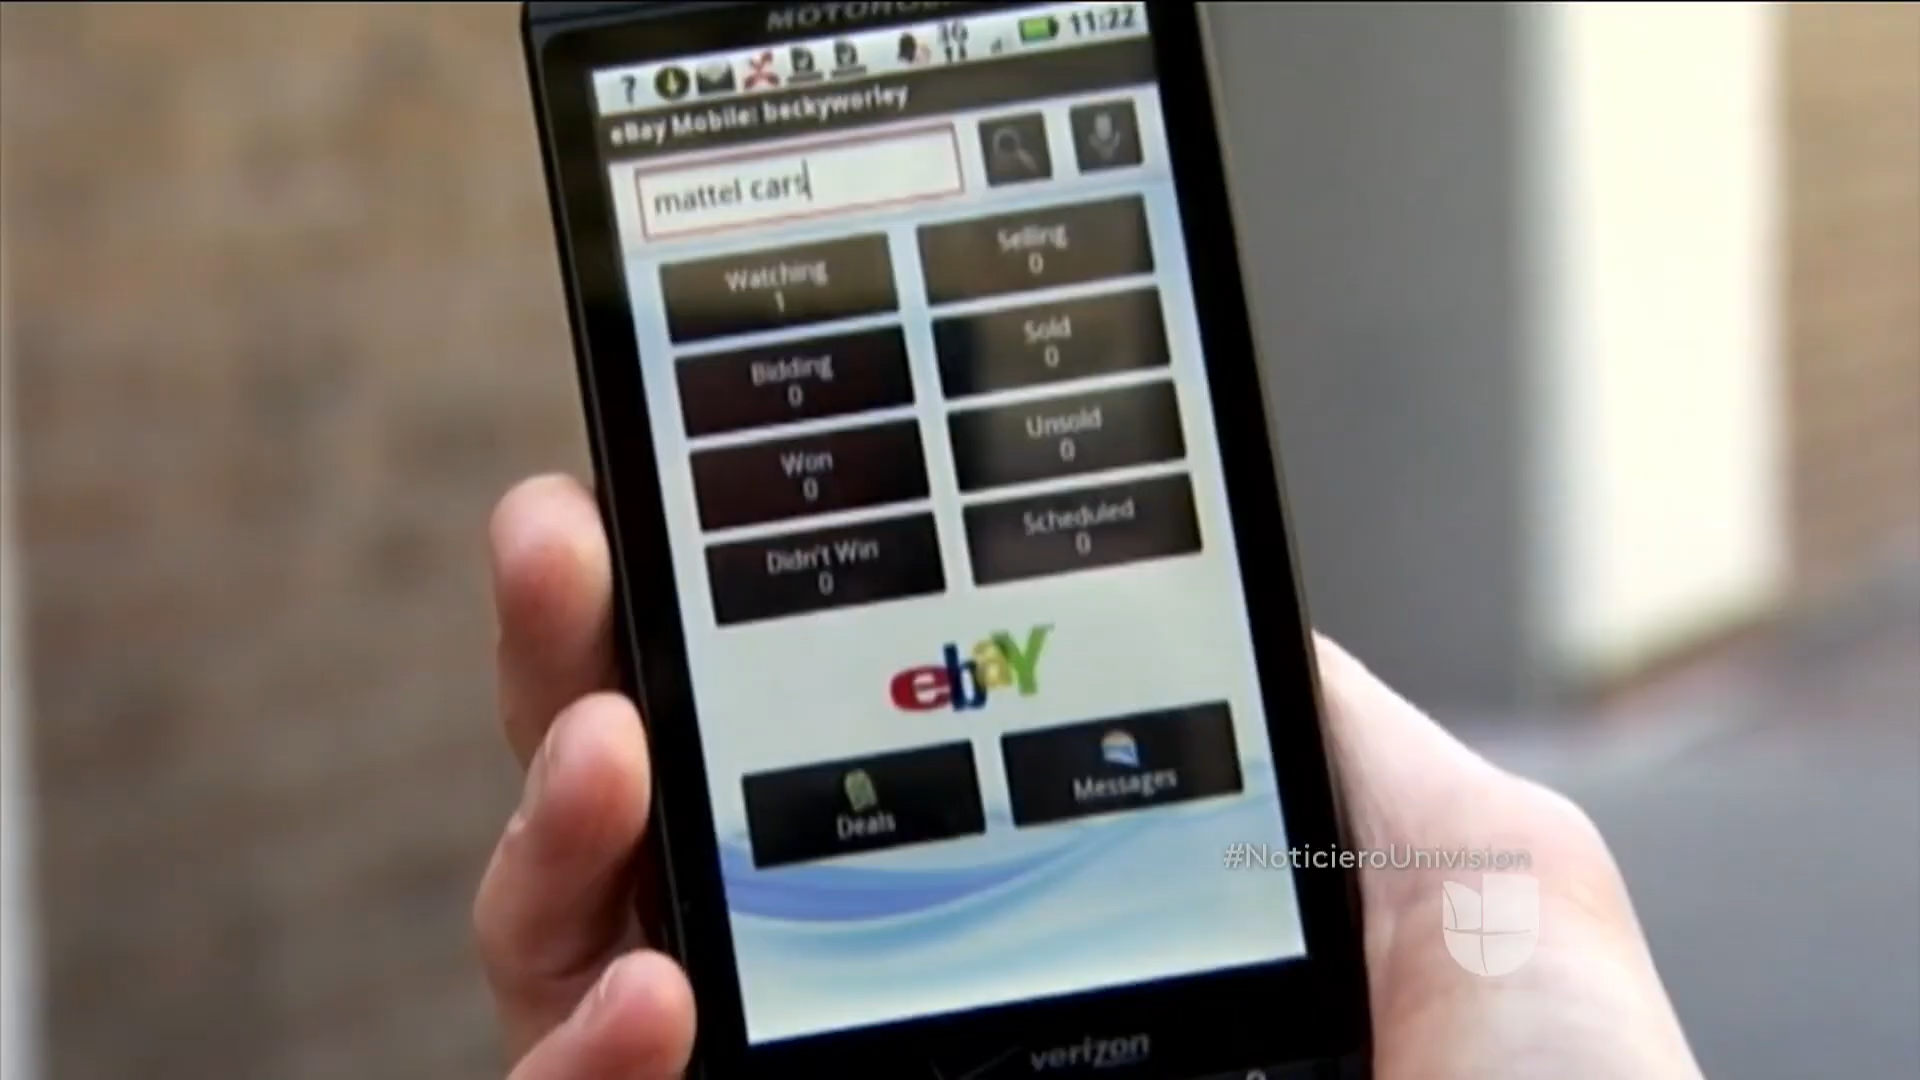 MOTOROLA
? 3G 11:22
eBay Mobile: beckyworley
mattel cars
Watching
1
Selling
0
Bidding
0
Sold
0
Won
0
Unsold
0
Didn't Win
0
Scheduled
0
ebaY
Deals
Messages
#NoticieroUnivision
verizon